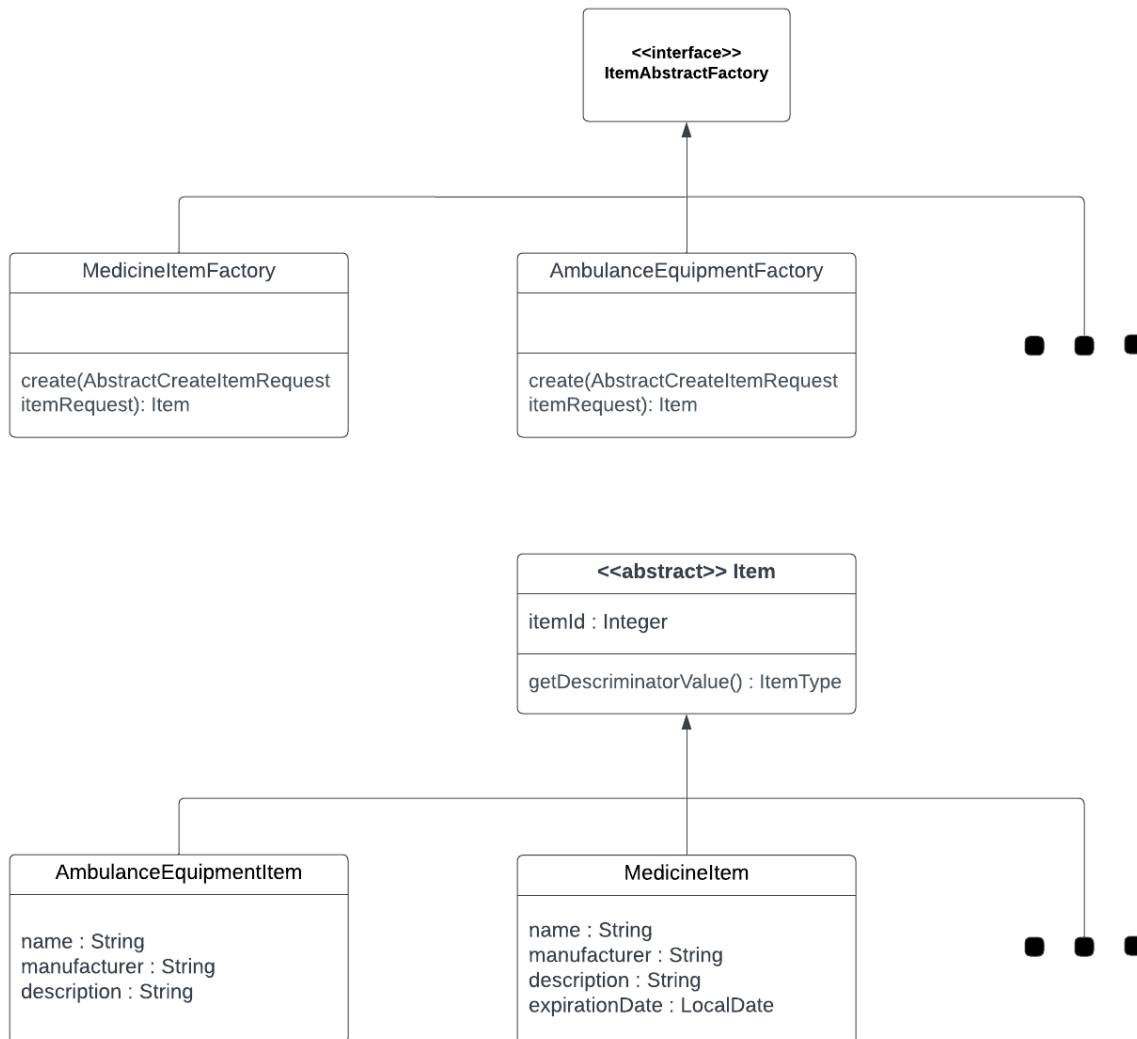 <<interface>>
ItemAbstractFactory
MedicineItemFactory
create(AbstractCreateItemRequest
itemRequest): Item
AmbulanceEquipmentFactory
create(AbstractCreateItemRequest
itemRequest): Item
<<abstract>> Item
itemId : Integer
getDescriminatorValue() : ItemType
AmbulanceEquipmentItem
name : String
manufacturer : String
description : String
MedicineItem
name : String
manufacturer : String
description : String
expirationDate : LocalDate